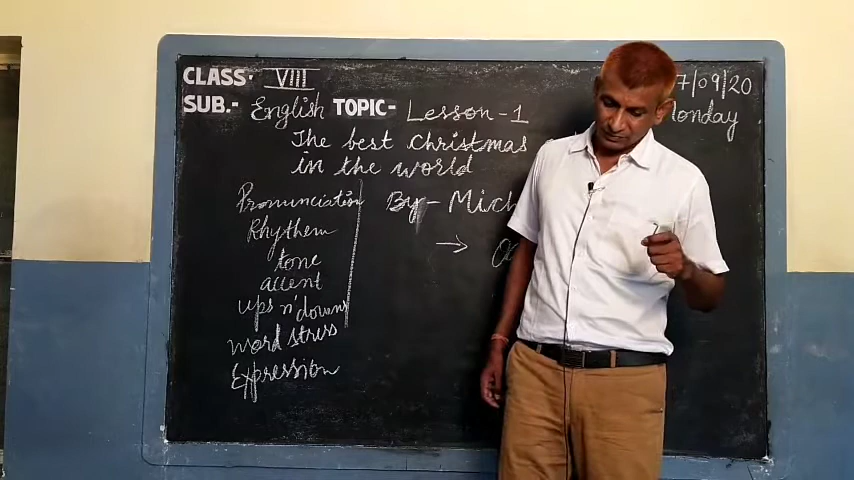 CLASS- VIII 7/09/20
SUB.- English TOPIC- Lesson-1 Monday
The best christmas
in the world
Pronunciation By- Mich
Rhythem
tone
accent
ups n' downs
word stress
Expression